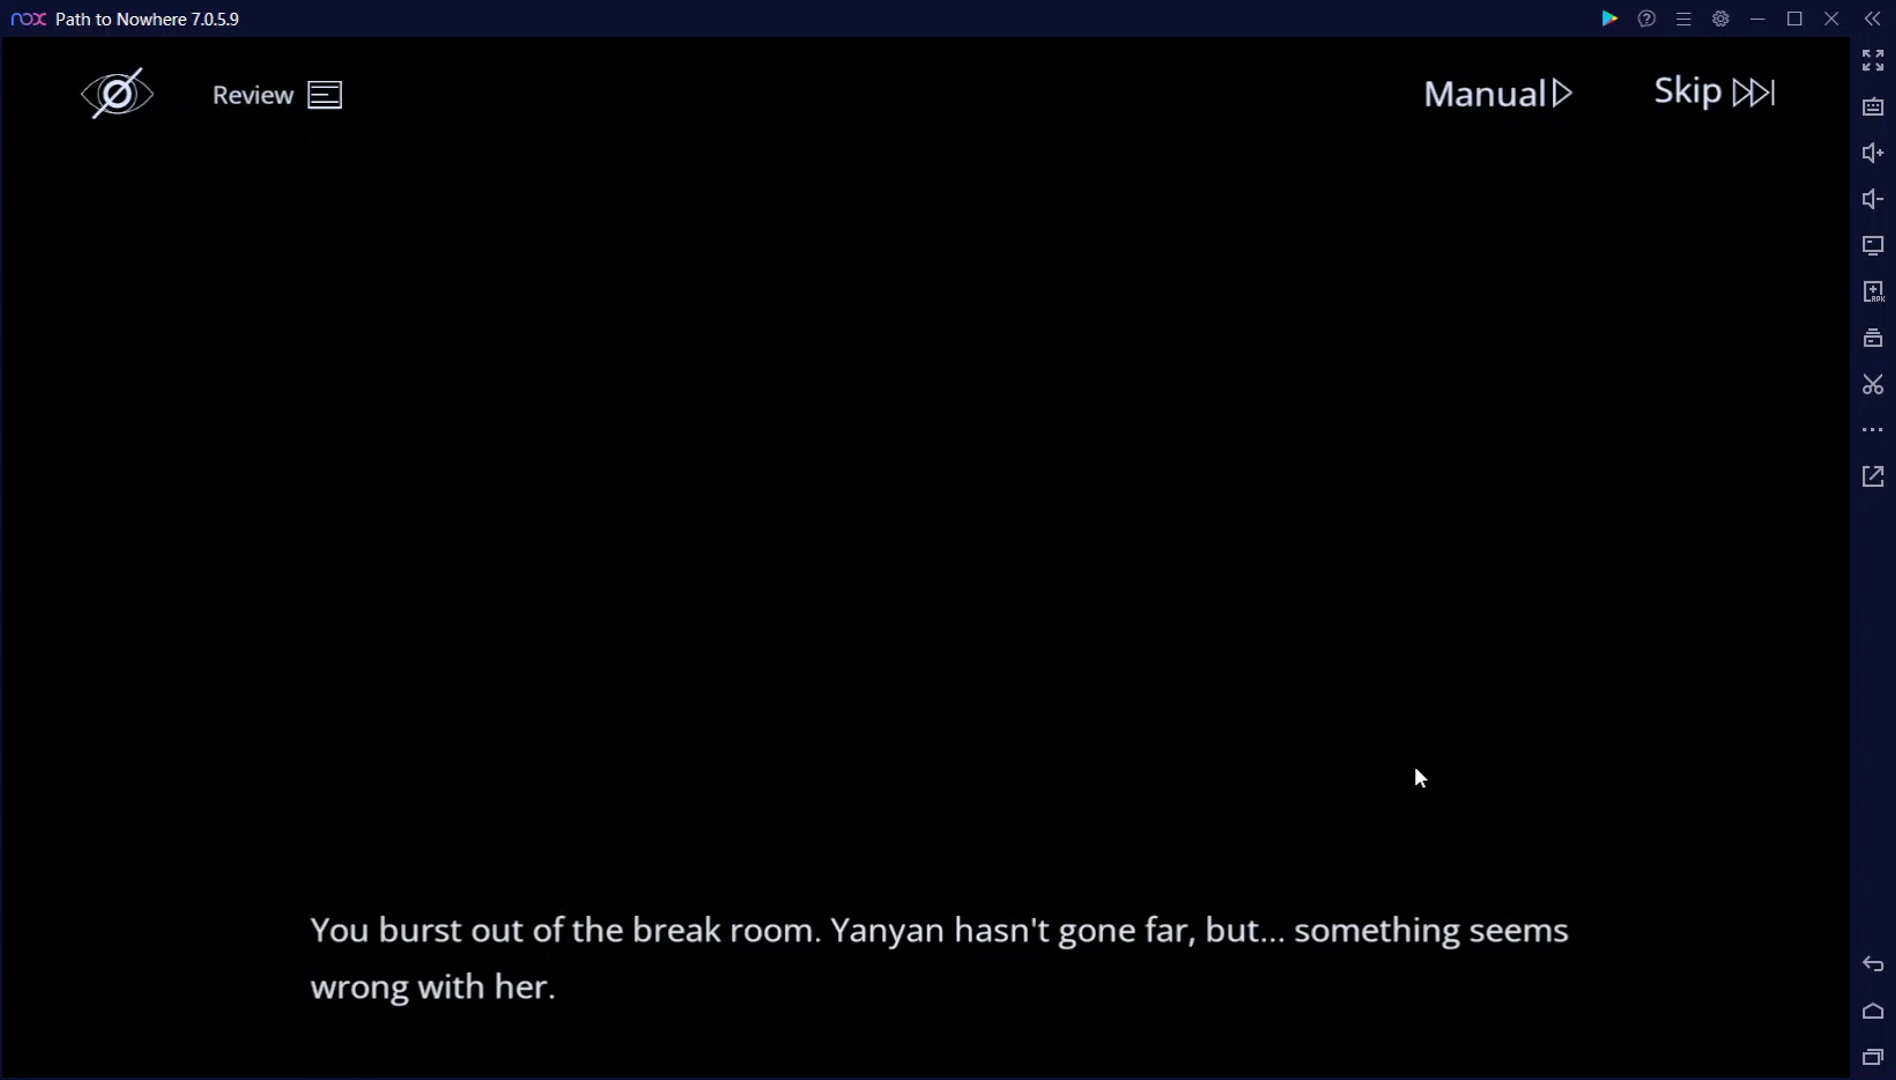 nox Path to Nowhere 7.0.5.9
Review
Manual
Skip
APK
You burst out of the break room. Yanyan hasn't gone far, but... something seems
wrong with her.